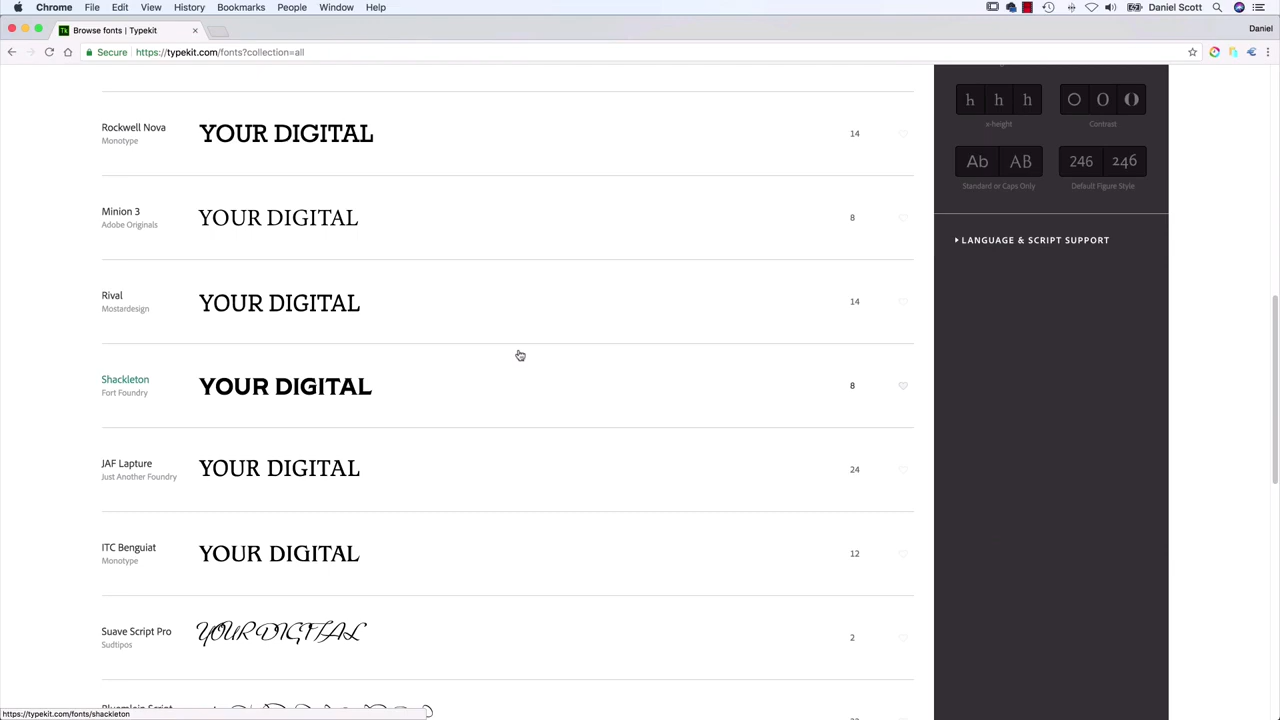 Chrome File Edit View History Bookmarks People Window Help Daniel Scott
Browse fonts | Typekit Daniel
Secure https://typekit.com/fonts?collection=all
h h h O O O
x-height Contrast
Rockwell Nova YOUR DIGITAL 14
Monotype
Ab AB 246 246
Standard or Caps Only Default Figure Style
Minion 3 YOUR DIGITAL 8
Adobe Originals
LANGUAGE & SCRIPT SUPPORT
Rival YOUR DIGITAL 14
Mostardesign
Shackleton YOUR DIGITAL 8
Fort Foundry
JAF Lapture YOUR DIGITAL 24
Just Another Foundry
ITC Benguiat YOUR DIGITAL 12
Monotype
Suave Script Pro YOUR DIGITAL 2
Sudtipos
https://typekit.com/fonts/shackleton